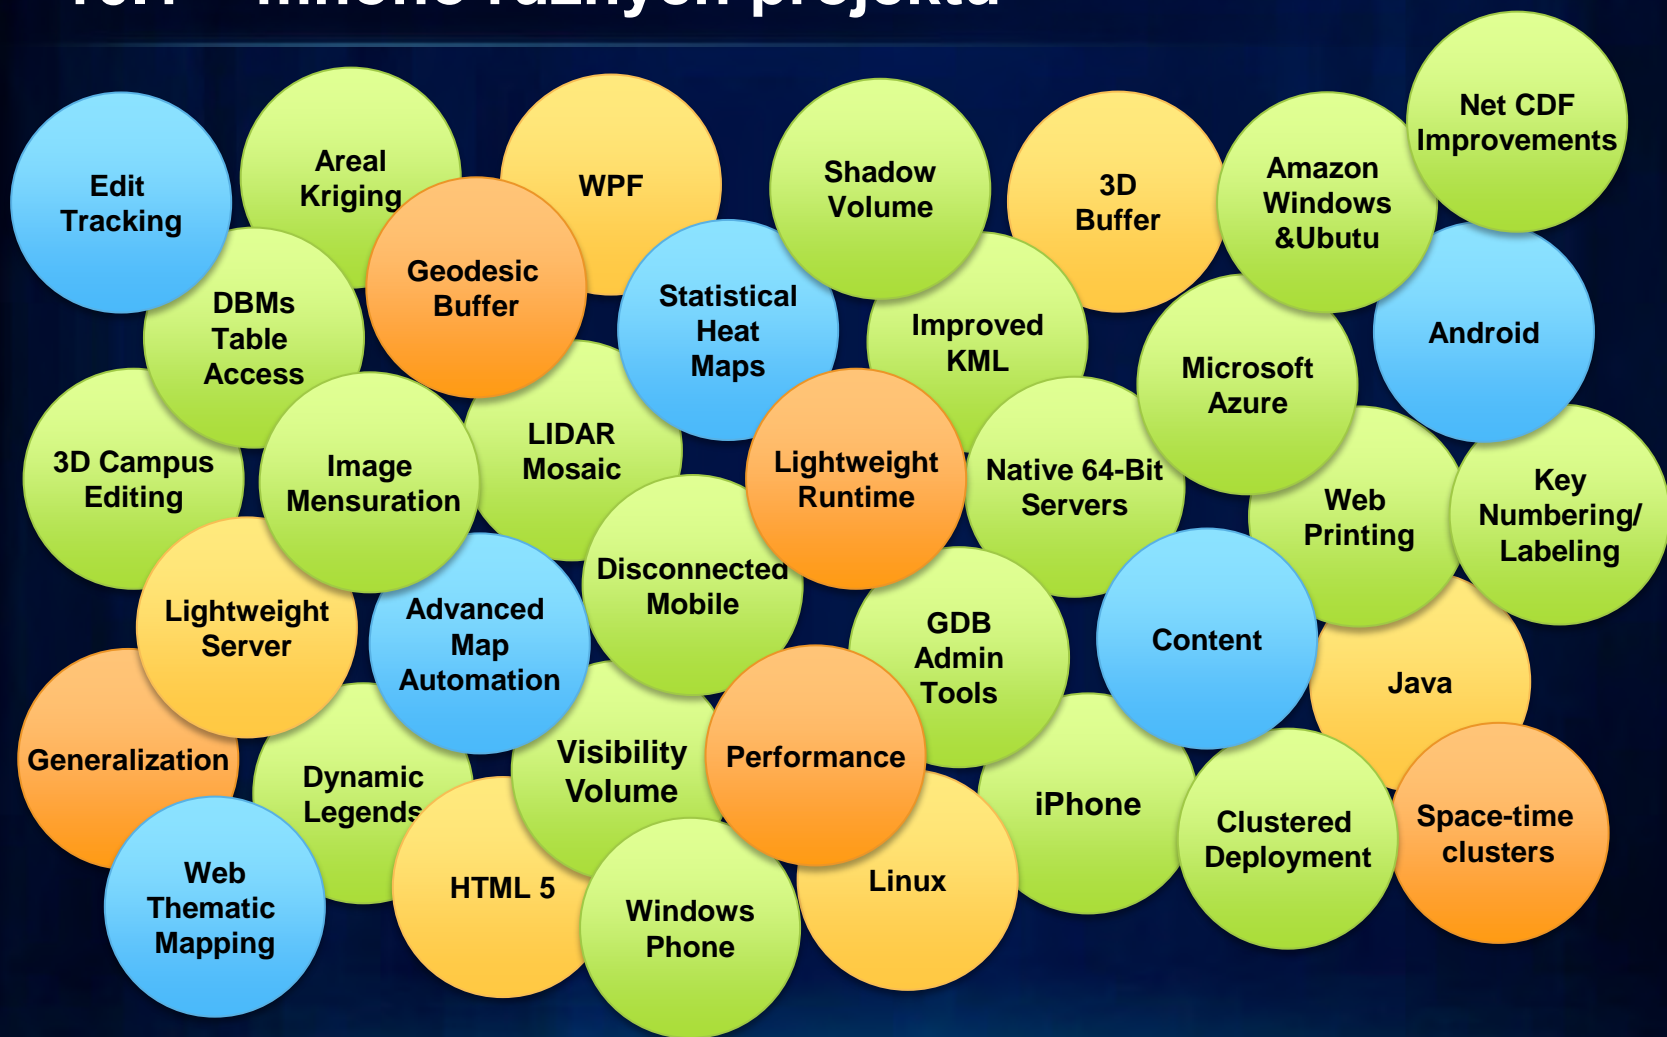 různých projektů
Edit
Tracking
Areal
Kriging
WPF
Shadow
Volume
3D
Buffer
Amazon
Windows
&Ubutu
Net CDF
Improvements
DBMs
Table
Access
Geodesic
Buffer
Statistical
Heat
Maps
Improved
KML
Microsoft
Azure
Android
3D Campus
Editing
Image
Mensuration
LIDAR
Mosaic
Lightweight
Runtime
Native 64-Bit
Servers
Web
Printing
Key
Numbering/
Labeling
Lightweight
Server
Advanced
Map
Automation
Disconnected
Mobile
GDB
Admin
Tools
Content
Java
Generalization
Dynamic
Legends
Visibility
Volume
Performance
iPhone
Clustered
Deployment
Space-time
clusters
Web
Thematic
Mapping
HTML 5
Windows
Phone
Linux